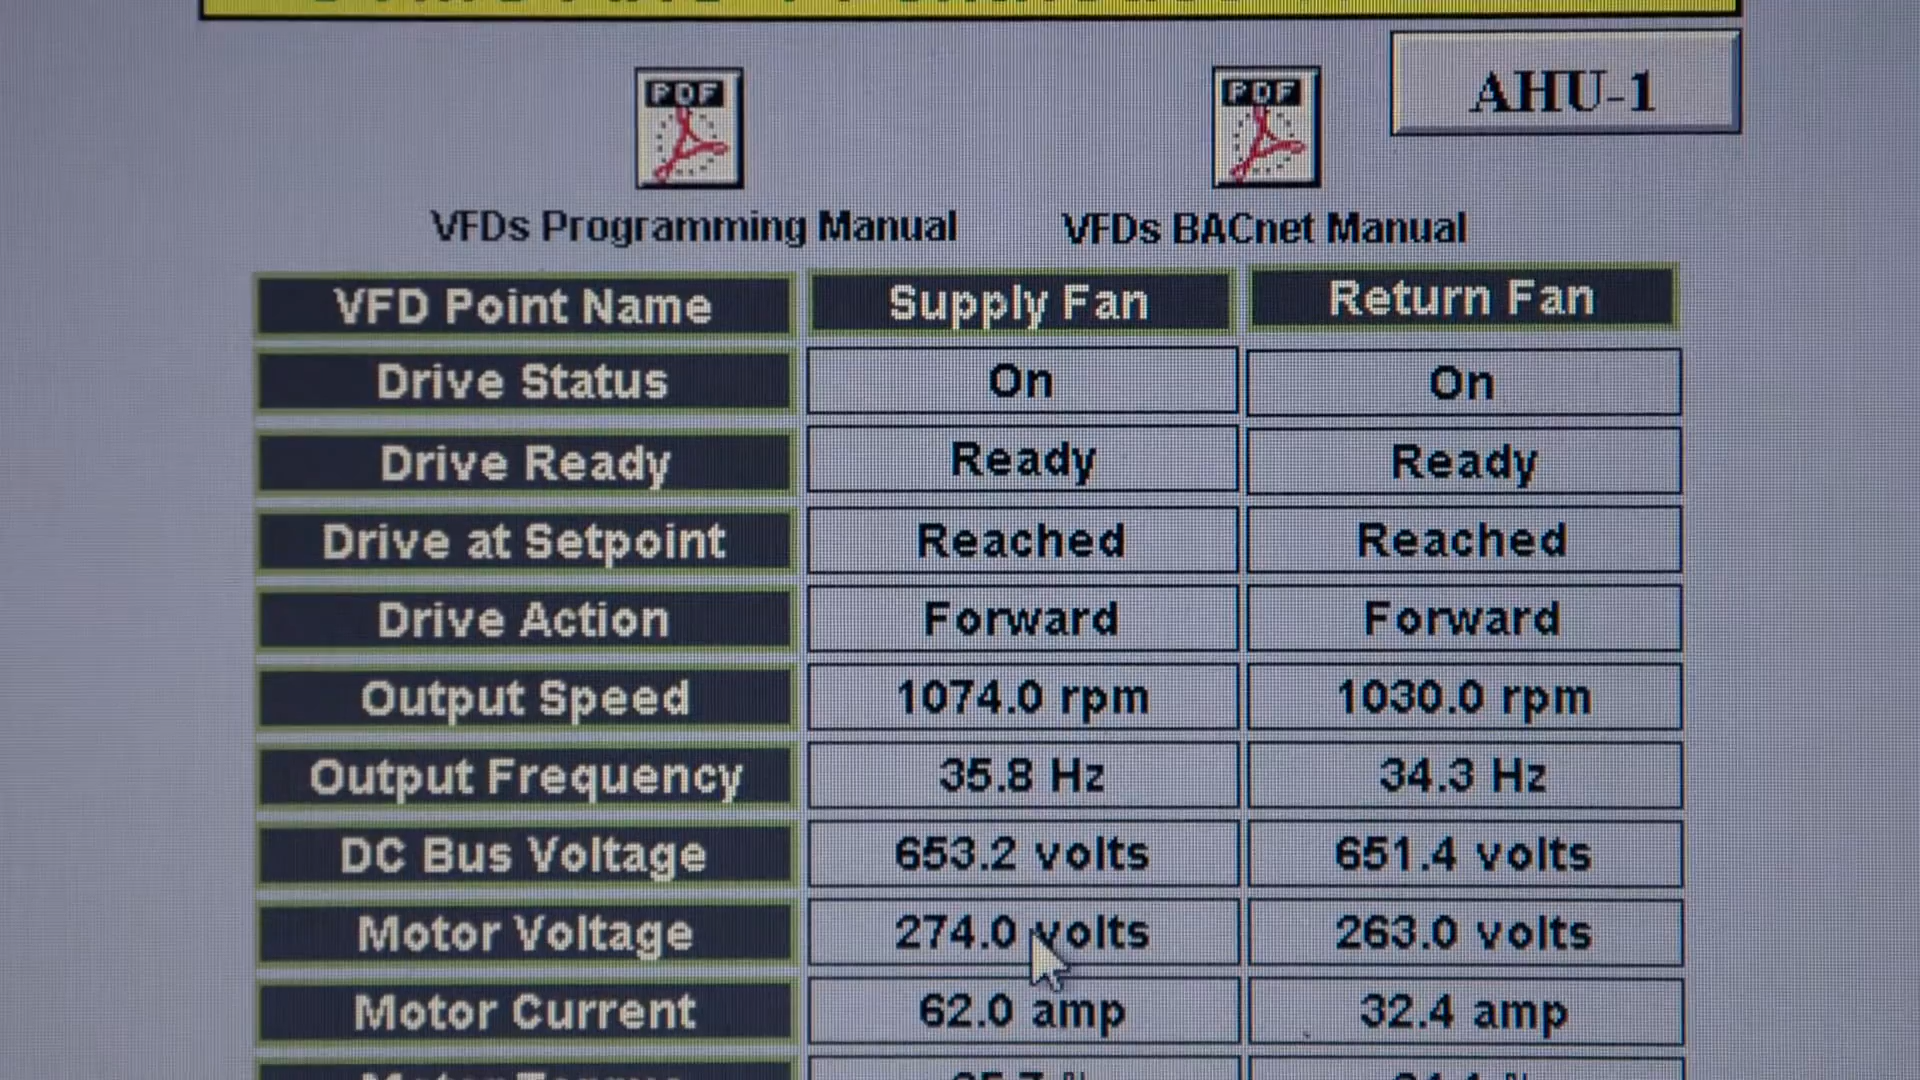 AHU-1
PDF PDF
VFDs Programming Manual VFDs BACnet Manual
VFD Point Name Supply Fan Return Fan
Drive Status On On
Drive Ready Ready Ready
Drive at Setpoint Reached Reached
Drive Action Forward Forward
Output Speed 1074.0 rpm 1030.0 rpm
Output Frequency 35.8 Hz 34.3 Hz
DC Bus Voltage 653.2 volts 651.4 volts
Motor Voltage 274.0 volts 263.0 volts
Motor Current 62.0 amp 32.4 amp